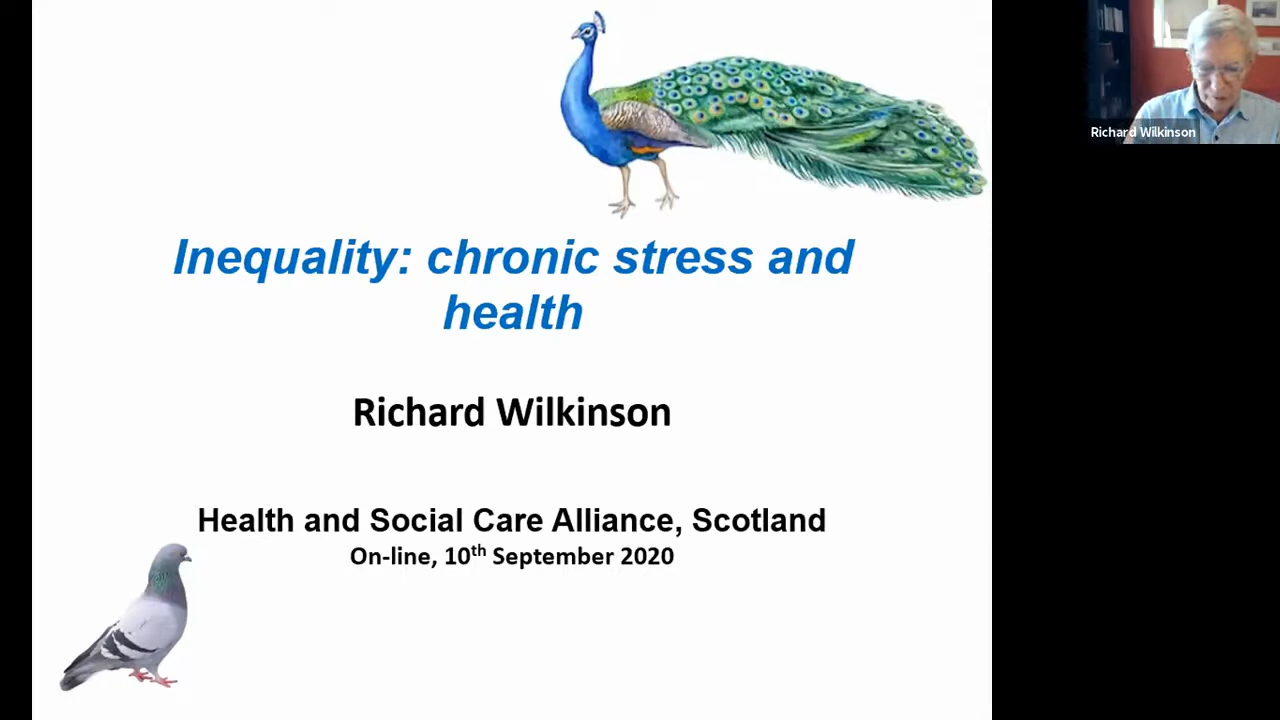 Inequality: chronic stress and
health
Richard Wilkinson
Health and Social Care Alliance, Scotland
On-line, 10th September 2020
Richard Wilkinson